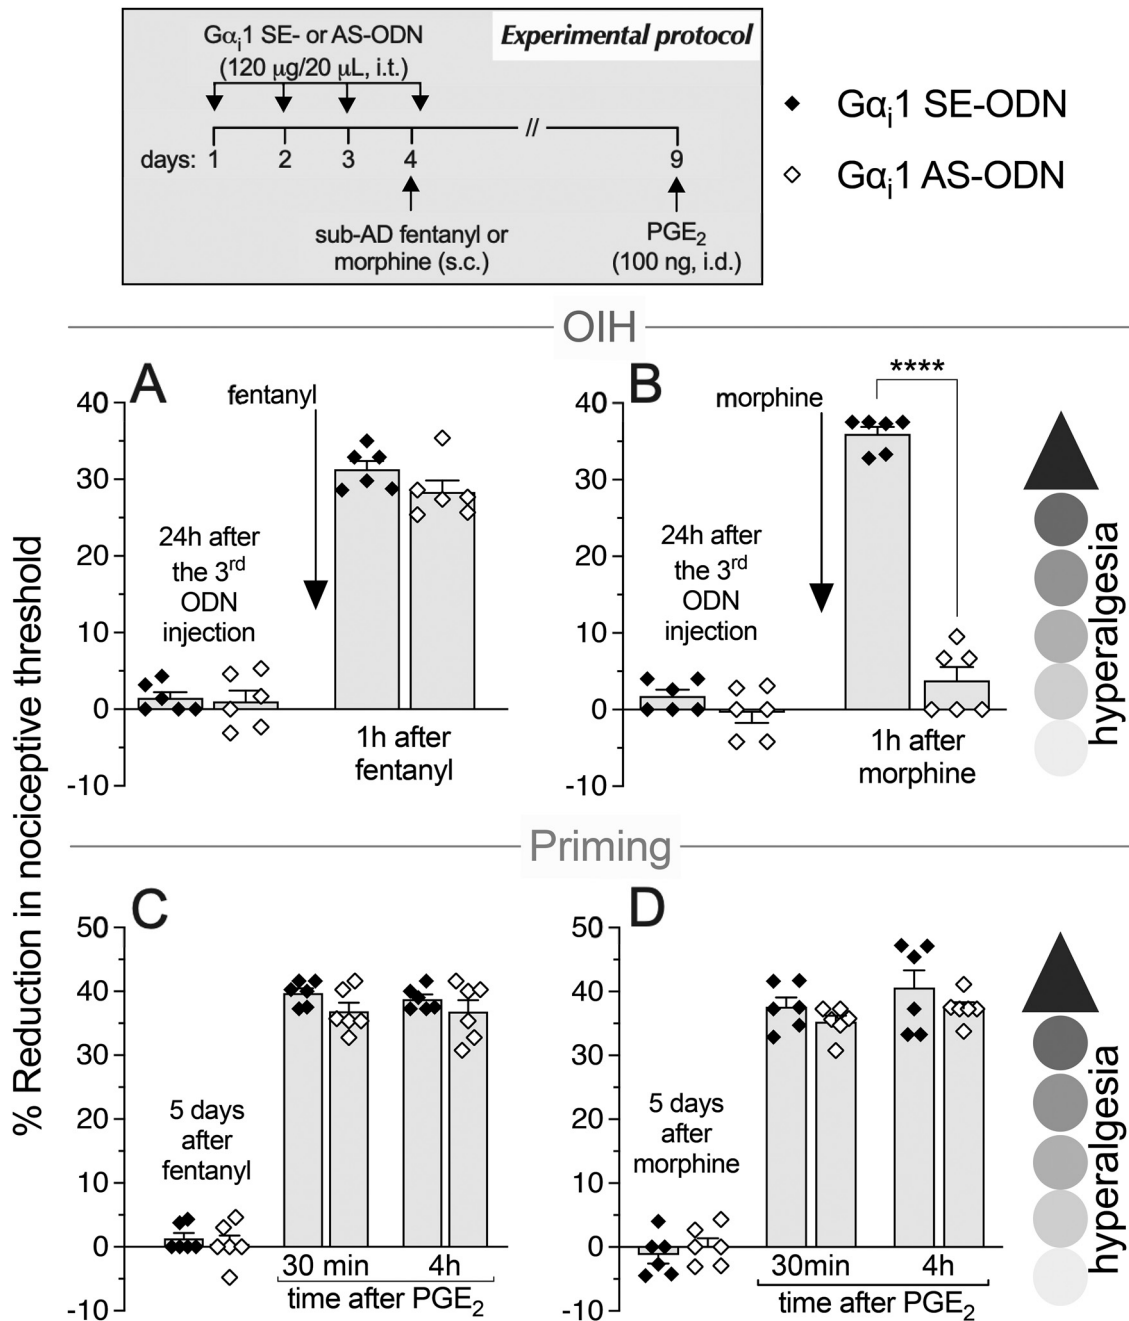 Gαi1 SE- or AS-ODN
(120 μg/20 μL, i.t.)
Experimental protocol
//
days: 1 2 3 4 9
sub-AD fentanyl or
morphine (s.c.)
PGE2
(100 ng, i.d.)
Gαi1 SE-ODN
Gαi1 AS-ODN
OIH
% Reduction in nociceptive threshold
A
fentanyl
40
30
20
10
0
-10
24h after
the 3rd
ODN
injection
1h after
fentanyl
B
morphine
****
40
30
20
10
0
-10
24h after
the 3rd
ODN
injection
1h after
morphine
hyperalgesia
Priming
C
50
40
30
20
10
0
-10
5 days
after
fentanyl
30 min 4h
time after PGE2
D
50
40
30
20
10
0
-10
5 days
after
morphine
30min 4h
time after PGE2
hyperalgesia